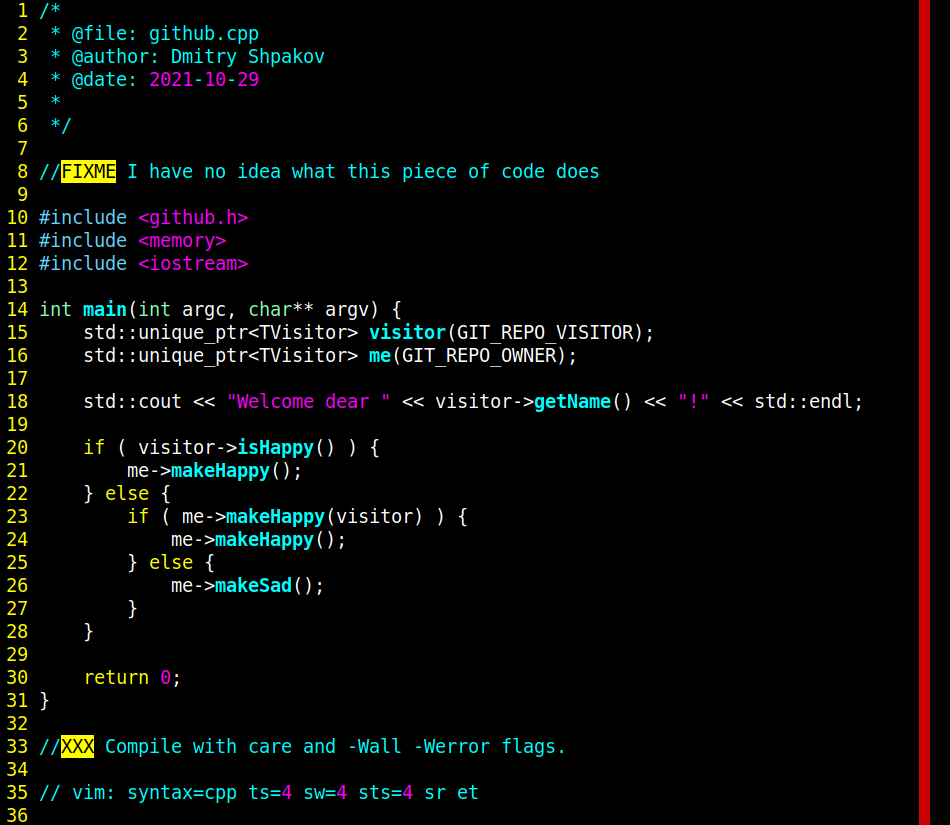 1 /*
2  * @file: github.cpp
3  * @author: Dmitry Shpakov
4  * @date: 2021-10-29
5  *
6  */
7
8 //FIXME I have no idea what this piece of code does
9
10 #include <github.h>
11 #include <memory>
12 #include <iostream>
13
14 int main(int argc, char** argv) {
15     std::unique_ptr<TVisitor> visitor(GIT_REPO_VISITOR);
16     std::unique_ptr<TVisitor> me(GIT_REPO_OWNER);
17
18     std::cout << "Welcome dear " << visitor->getName() << "!" << std::endl;
19
20     if ( visitor->isHappy() ) {
21         me->makeHappy();
22     } else {
23         if ( me->makeHappy(visitor) ) {
24             me->makeHappy();
25         } else {
26             me->makeSad();
27         }
28     }
29
30     return 0;
31 }
32
33 //XXX Compile with care and -Wall -Werror flags.
34
35 // vim: syntax=cpp ts=4 sw=4 sts=4 sr et
36